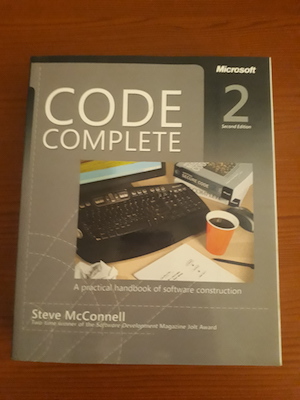 Microsoft
CODE
COMPLETE
2
Second Edition
A practical handbook of software construction
Steve McConnell
Two-time winner of the Software Development Magazine Jolt Award